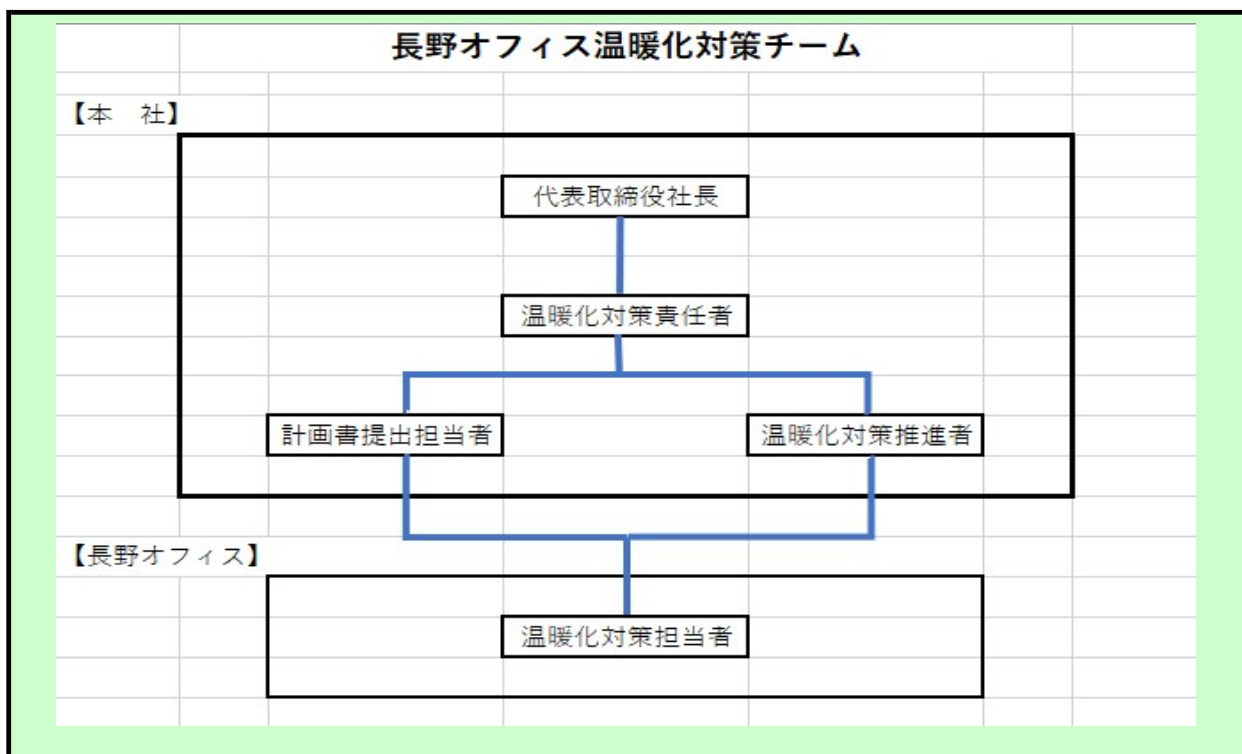 長野オフィス温暖化対策チーム
【本　社】
代表取締役社長
温暖化対策責任者
計画書提出担当者
温暖化対策推進者
【長野オフィス】
温暖化対策担当者